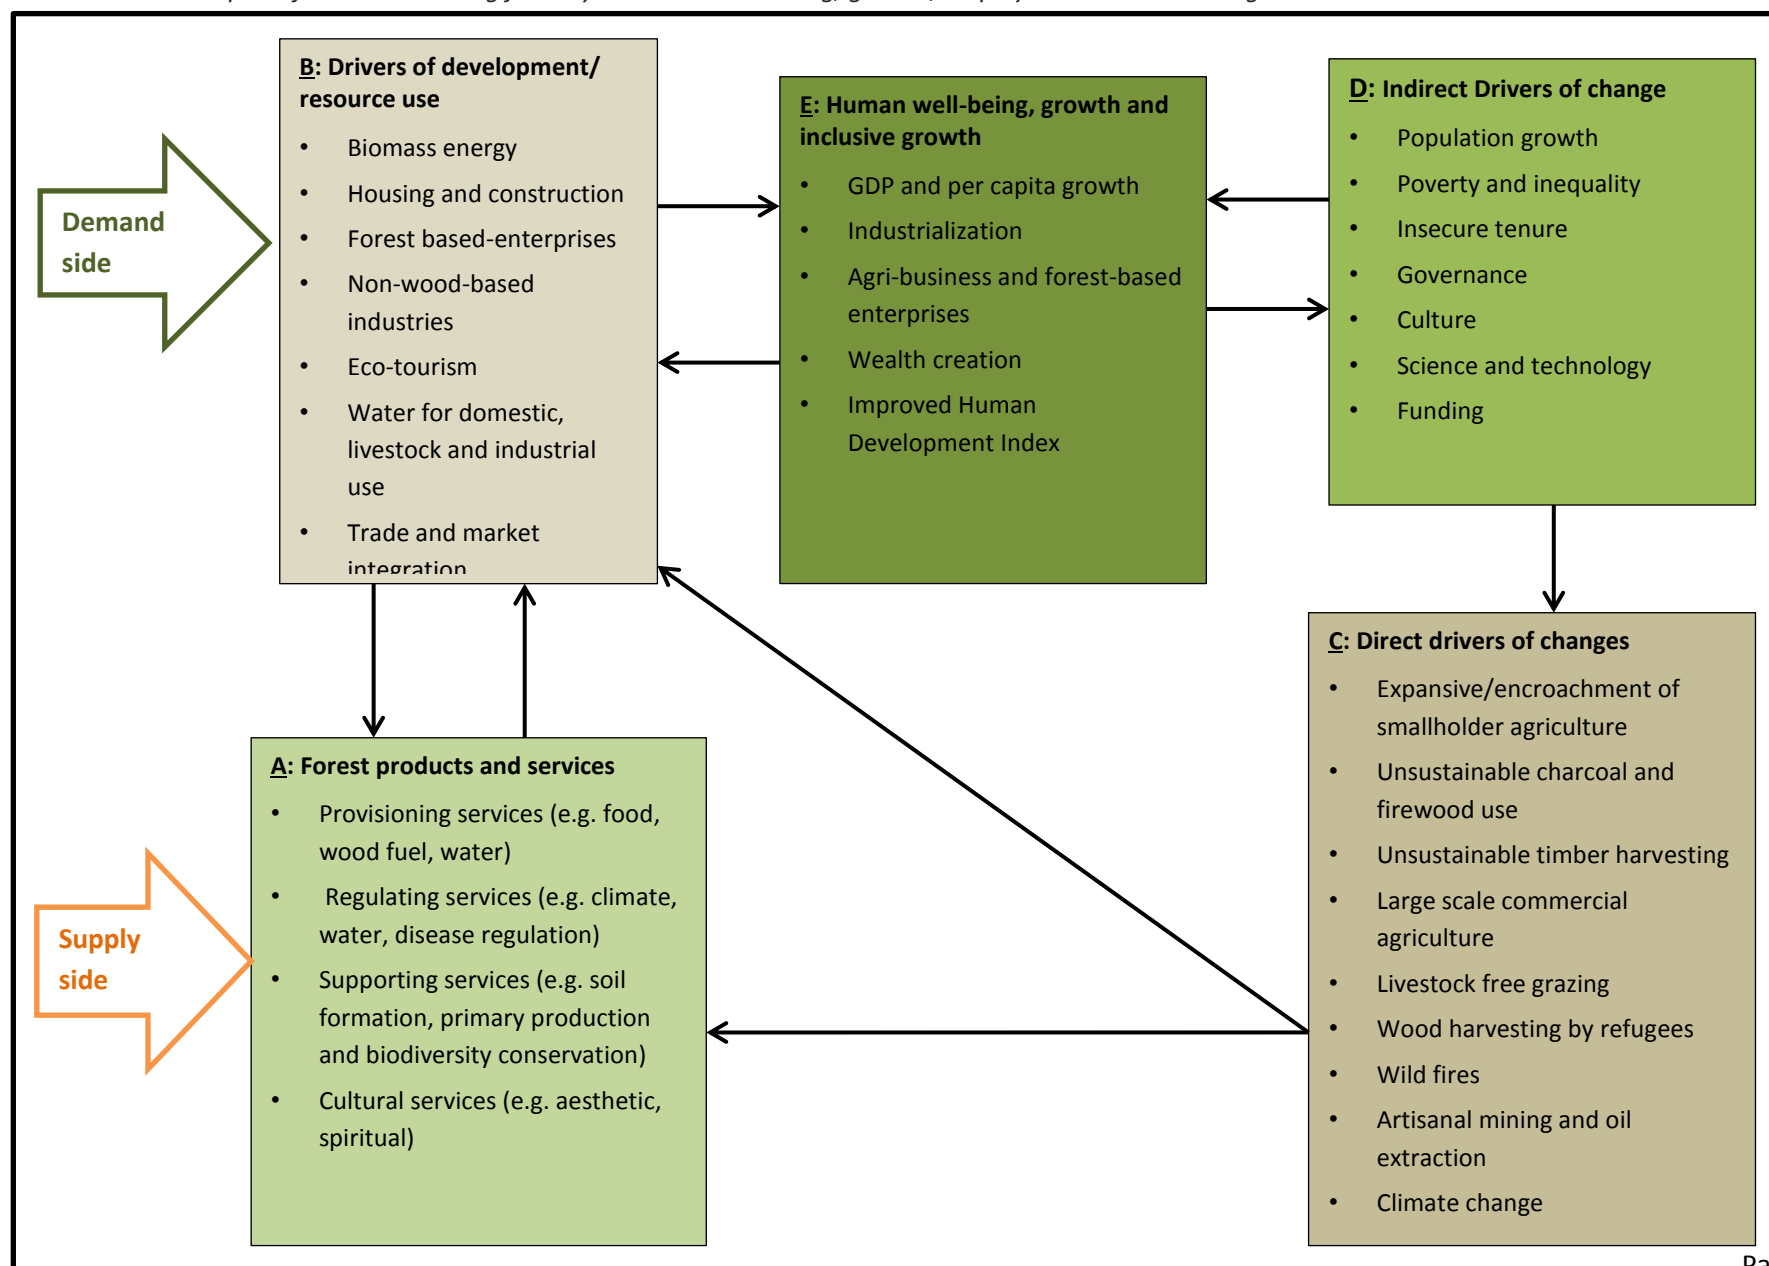 B: Drivers of development/
resource use
• Biomass energy
• Housing and construction
• Forest based-enterprises
• Non-wood-based
industries
• Eco-tourism
• Water for domestic,
livestock and industrial
use
• Trade and market
integration
E: Human well-being, growth and
inclusive growth
• GDP and per capita growth
• Industrialization
• Agri-business and forest-based
enterprises
• Wealth creation
• Improved Human
Development Index
D: Indirect Drivers of change
• Population growth
• Poverty and inequality
• Insecure tenure
• Governance
• Culture
• Science and technology
• Funding
Demand
side
A: Forest products and services
• Provisioning services (e.g. food,
wood fuel, water)
• Regulating services (e.g. climate,
water, disease regulation)
• Supporting services (e.g. soil
formation, primary production
and biodiversity conservation)
• Cultural services (e.g. aesthetic,
spiritual)
Supply
side
C: Direct drivers of changes
• Expansive/encroachment of
smallholder agriculture
• Unsustainable charcoal and
firewood use
• Unsustainable timber harvesting
• Large scale commercial
agriculture
• Livestock free grazing
• Wood harvesting by refugees
• Wild fires
• Artisanal mining and oil
extraction
• Climate change